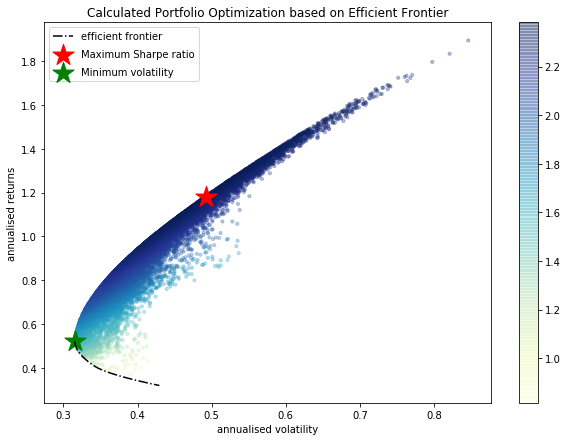 Calculated Portfolio Optimization based on Efficient Frontier
efficient frontier
Maximum Sharpe ratio
Minimum volatility
annualised returns
1.8
1.6
1.4
1.2
1.0
0.8
0.6
0.4
0.3 0.4 0.5 0.6 0.7 0.8
annualised volatility
2.2
2.0
1.8
1.6
1.4
1.2
1.0